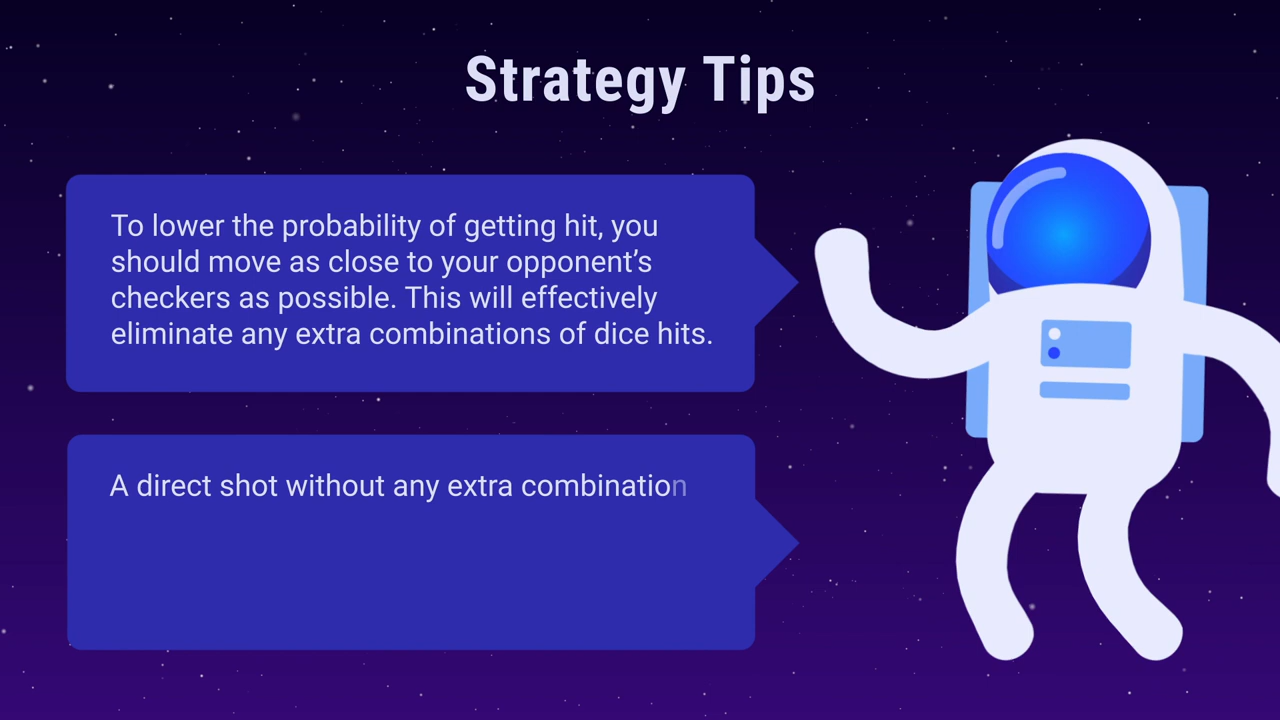 Strategy Tips
To lower the probability of getting hit, you
should move as close to your opponent’s
checkers as possible. This will effectively
eliminate any extra combinations of dice hits.
A direct shot without any extra combination